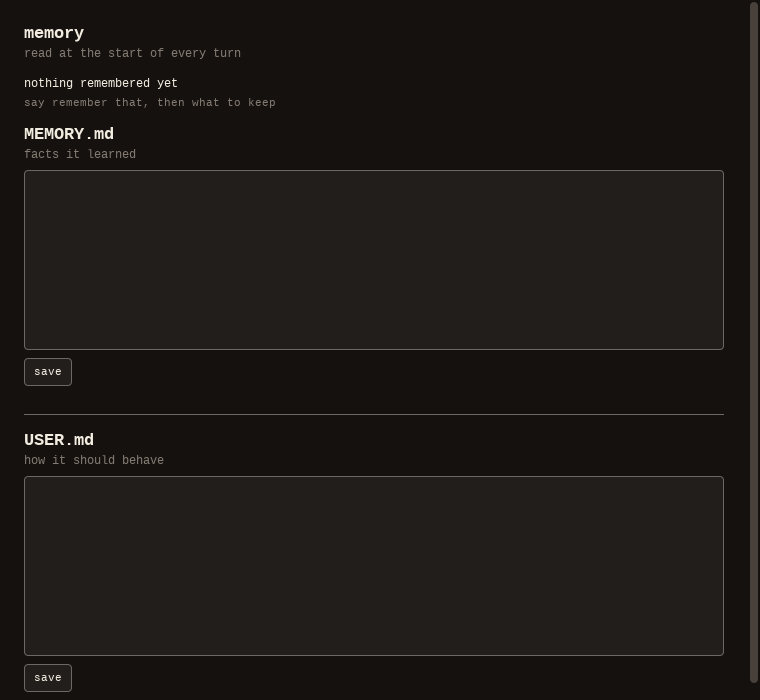 memory
read at the start of every turn
nothing remembered yet
say remember that, then what to keep
MEMORY.md
facts it learned
save
USER.md
how it should behave
save